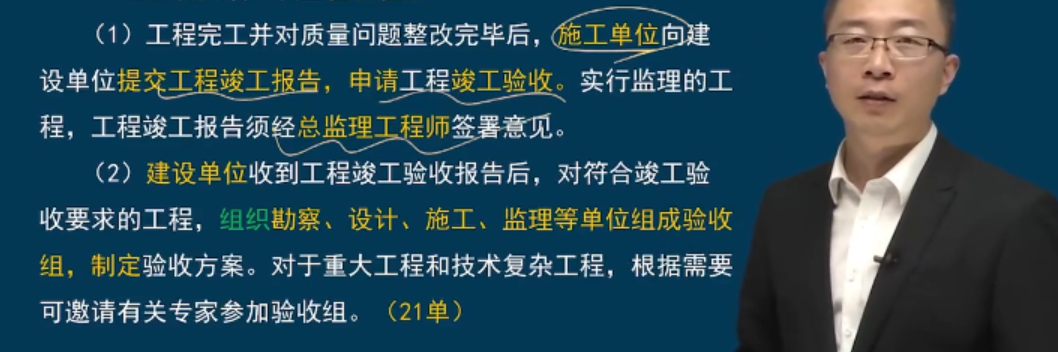 （1）工程完工并对质量问题整改完毕后，施工单位向建
设单位提交工程竣工报告，申请工程竣工验收。实行监理的工
程，工程竣工报告须经总监理工程师签署意见。
（2）建设单位收到工程竣工验收报告后，对符合竣工验
收要求的工程，组织勘察、设计、施工、监理等单位组成验收
组，制定验收方案。对于重大工程和技术复杂工程，根据需要
可邀请有关专家参加验收组。（21单）